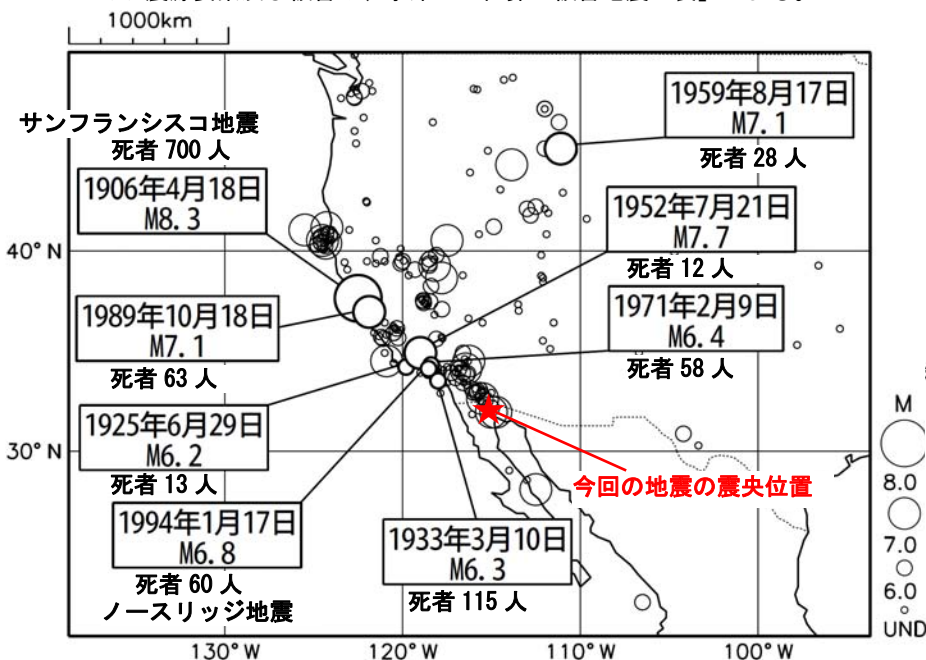 1000km
サンフランシスコ地震
死者 700 人
1906年4月18日
M8.3
1959年8月17日
M7.1
死者 28 人
1952年7月21日
M7.7
死者 12 人
1989年10月18日
M7.1
死者 63 人
1971年2月9日
M6.4
死者 58 人
1925年6月29日
M6.2
死者 13 人
1994年1月17日
M6.8
死者 60 人
ノースリッジ地震
1933年3月10日
M6.3
死者 115 人
今回の地震の震央位置
40°N
30°N
130°W
120°W
110°W
100°W
M
8.0
7.0
6.0
UND